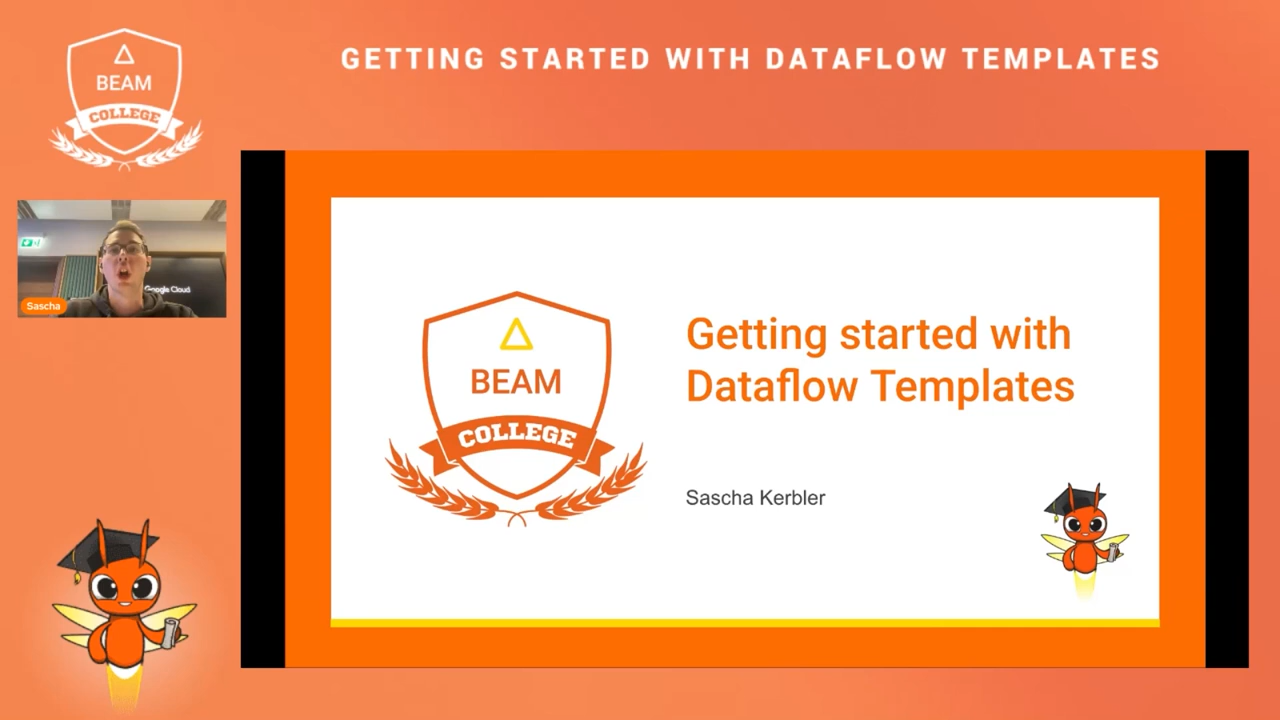 BEAM
COLLEGE
GETTING STARTED WITH DATAFLOW TEMPLATES
Google Cloud
Sascha
BEAM
COLLEGE
Getting started with
Dataflow Templates
Sascha Kerbler